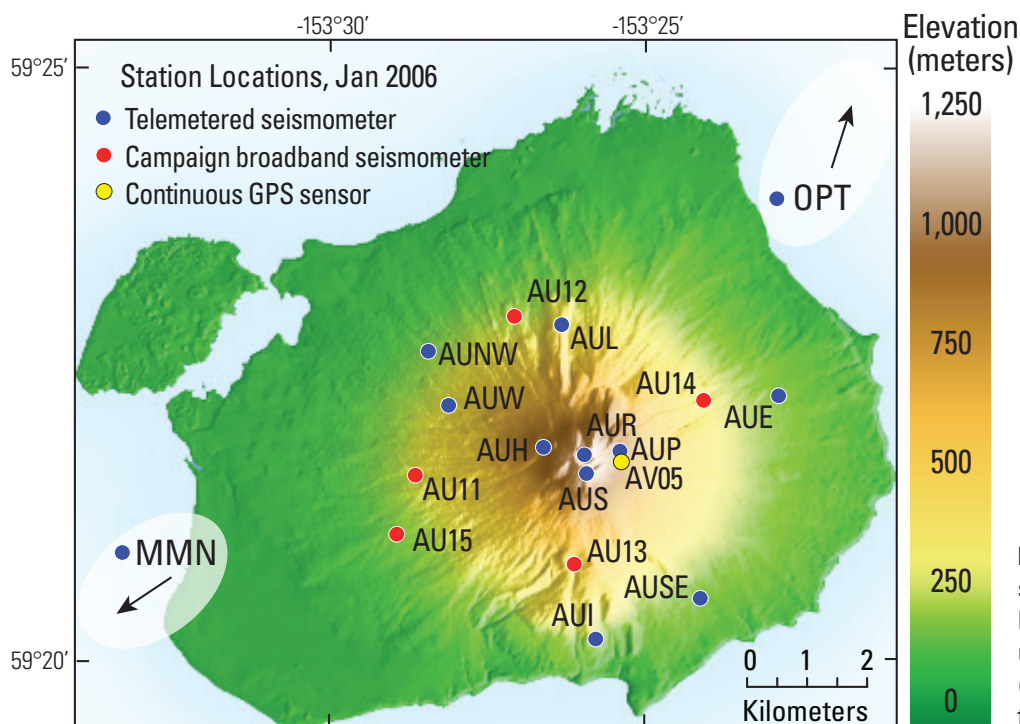 -153°30′
-153°25′
Elevation
(meters)
59°25′
Station Locations, Jan 2006
Telemetered seismometer
Campaign broadband seismometer
Continuous GPS sensor
1,250
OPT
1,000
AU12
AUL
750
AUNW
AU14
AUW
AUE
AUR
AUH
AUP
500
AV05
AU11
AUS
AU15
MMN
AU13
AUSE
250
AUI
59°20′
0 1 2
0
Kilometers